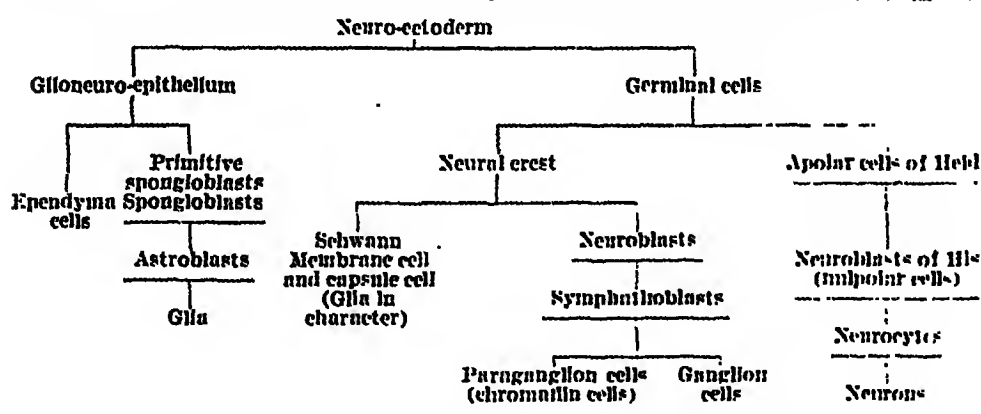 Neuro-ectoderm
Glioneuro-epithelium
Germinal cells
Primitive
spongioblasts
Ependyma Spongioblasts
cells
Neural crest
Apolar cells of Held
Astroblasts
Glia
Schwann
Membrane cell
and capsule cell
(Glia in
character)
Neuroblasts
Sympathoblasts
Paraganglion cells
(chromaffin cells)
Ganglion
cells
Neuroblasts of His
(unipolar cells)
Neurocytes
Neurons